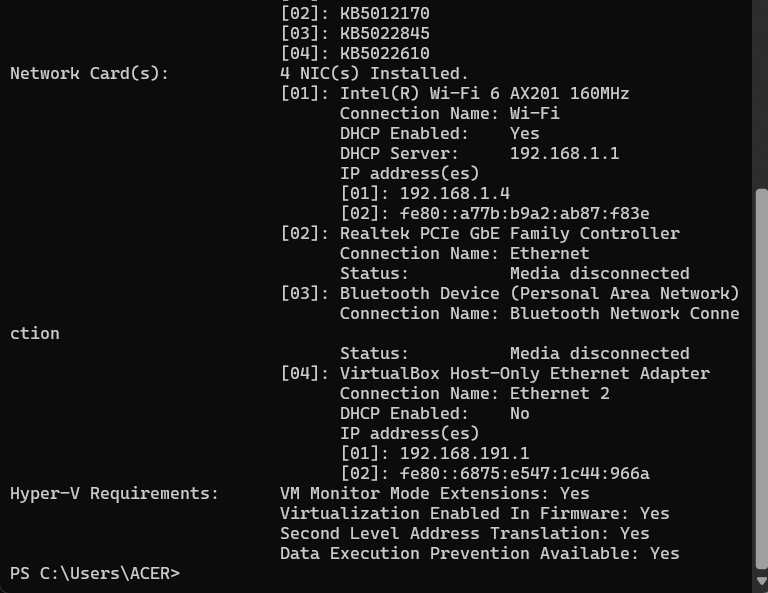 [02]: KB5012170
[03]: KB5022845
[04]: KB5022610
Network Card(s):           4 NIC(s) Installed.
                           [01]: Intel(R) Wi-Fi 6 AX201 160MHz
                                 Connection Name: Wi-Fi
                                 DHCP Enabled:    Yes
                                 DHCP Server:     192.168.1.1
                                 IP address(es)
                                 [01]: 192.168.1.4
                                 [02]: fe80::a77b:b9a2:ab87:f83e
                           [02]: Realtek PCIe GbE Family Controller
                                 Connection Name: Ethernet
                                 Status:          Media disconnected
                           [03]: Bluetooth Device (Personal Area Network)
                                 Connection Name: Bluetooth Network Conne
ction
                                 Status:          Media disconnected
                           [04]: VirtualBox Host-Only Ethernet Adapter
                                 Connection Name: Ethernet 2
                                 DHCP Enabled:    No
                                 IP address(es)
                                 [01]: 192.168.191.1
                                 [02]: fe80::6875:e547:1c44:966a
Hyper-V Requirements:      VM Monitor Mode Extensions: Yes
                           Virtualization Enabled In Firmware: Yes
                           Second Level Address Translation: Yes
                           Data Execution Prevention Available: Yes
PS C:\Users\ACER>